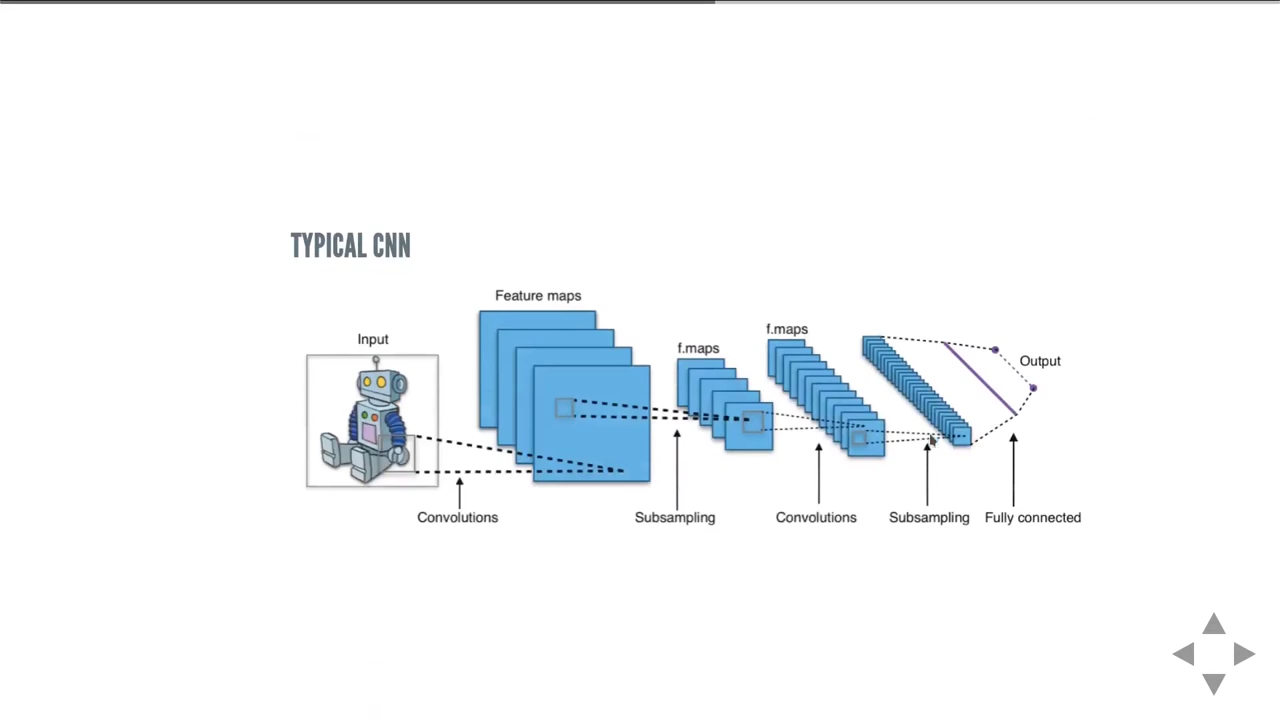 TYPICAL CNN
Feature maps
Input
f.maps
f.maps
Output
Convolutions
Subsampling
Convolutions
Subsampling
Fully connected